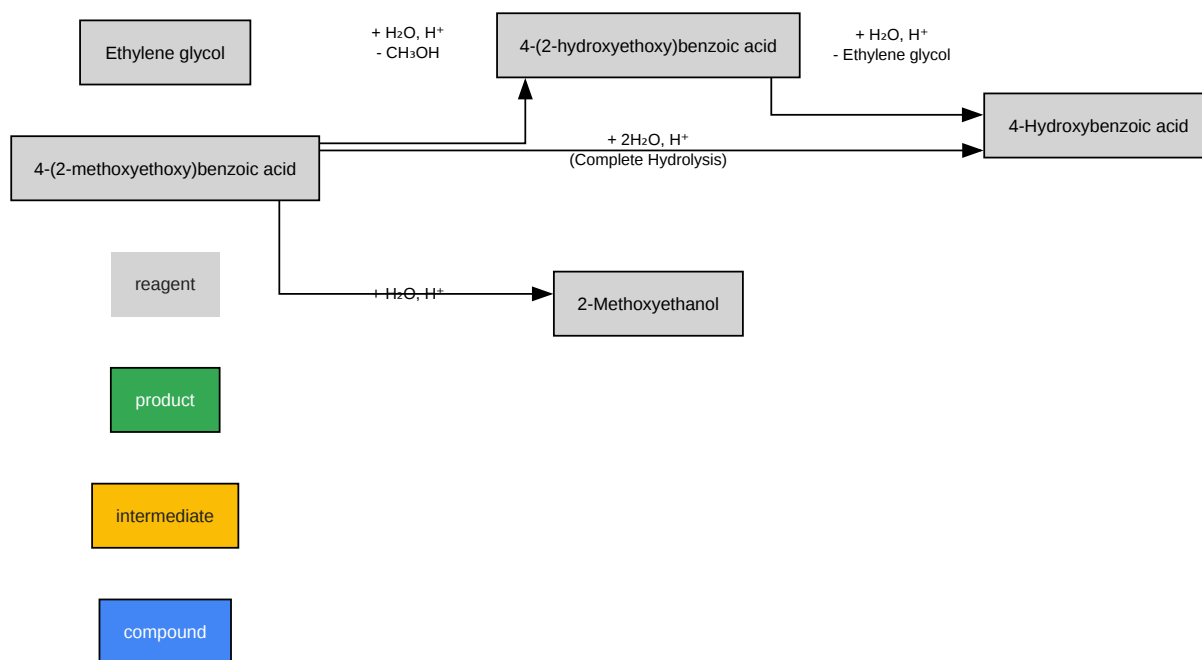 Ethylene glycol
+ H₂O, H⁺
- CH₃OH
4-(2-hydroxyethoxy)benzoic acid
+ H₂O, H⁺
- Ethylene glycol
4-Hydroxybenzoic acid
4-(2-methoxyethoxy)benzoic acid
+ 2H₂O, H⁺
(Complete Hydrolysis)
reagent
+ H₂O, H⁺
2-Methoxyethanol
product
intermediate
compound